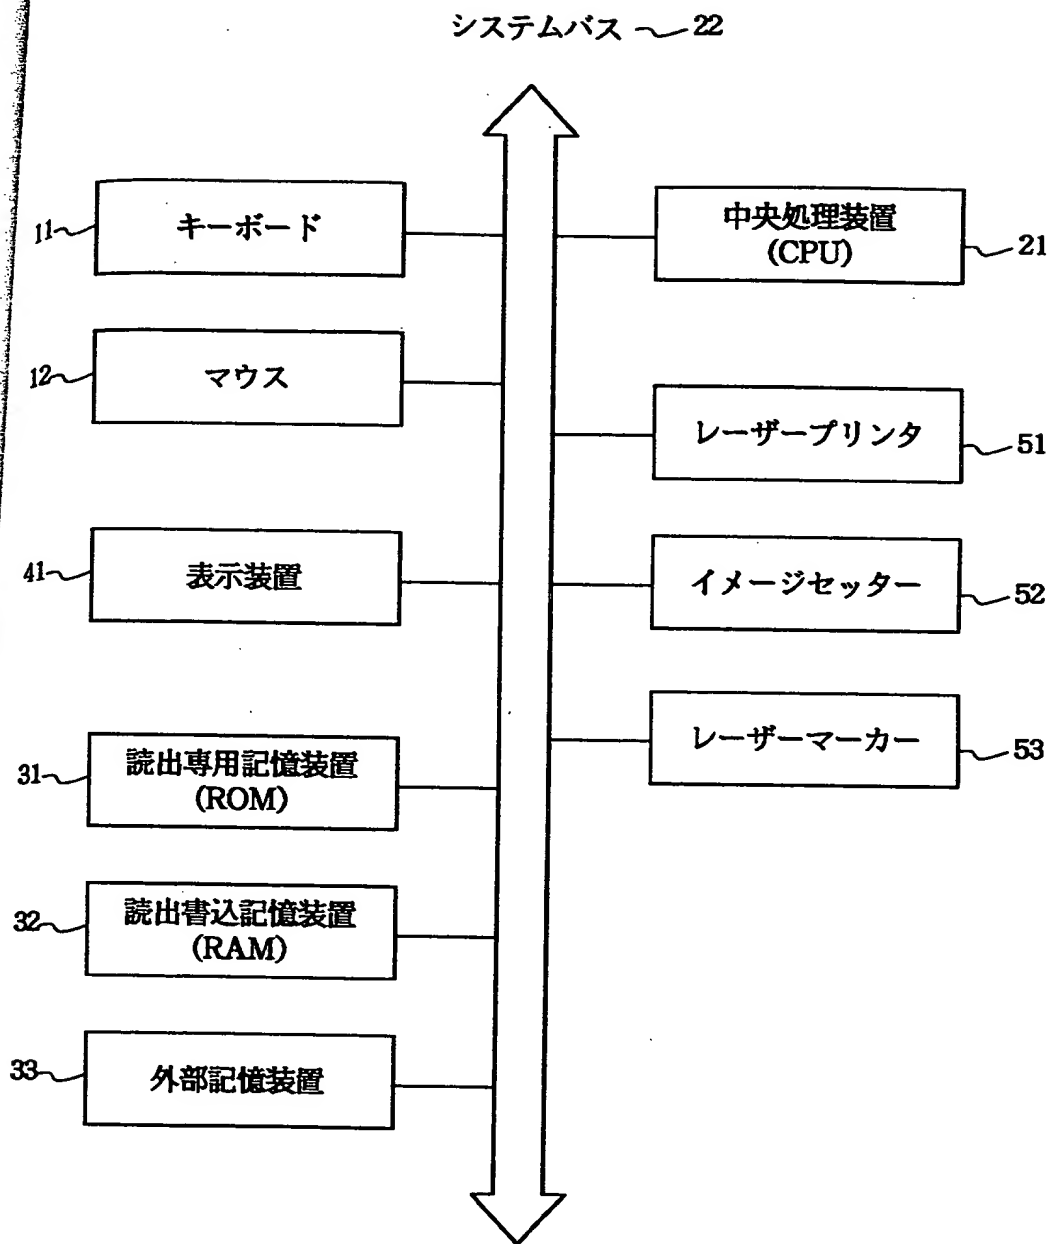 システムバス 22
11 キーボード
中央処理装置
(CPU)
21
12 マウス
レーザープリンタ 51
41 表示装置
イメージセッター 52
レーザーマーカー 53
31 読出専用記憶装置
(ROM)
32 読出書込記憶装置
(RAM)
33 外部記憶装置